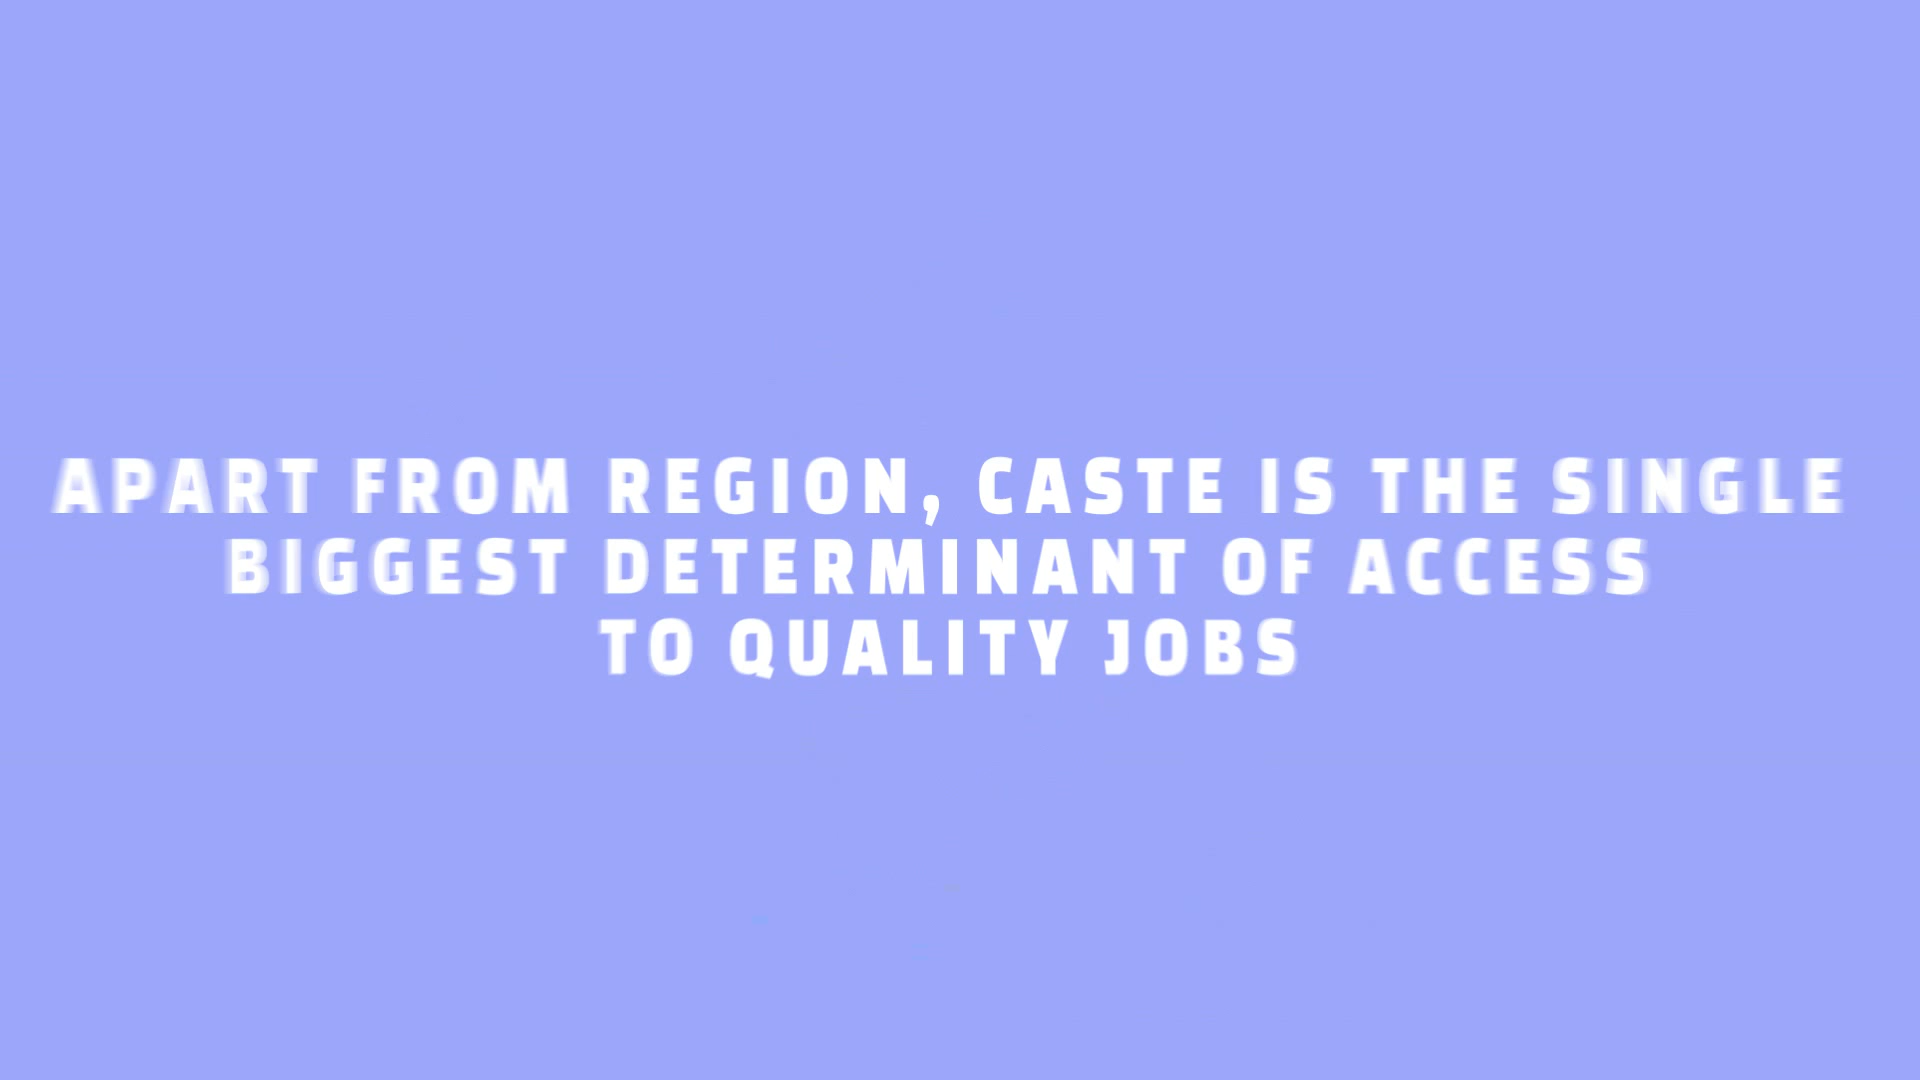 APART FROM REGION, CASTE IS THE SINGLE
BIGGEST DETERMINANT OF ACCESS
TO QUALITY JOBS